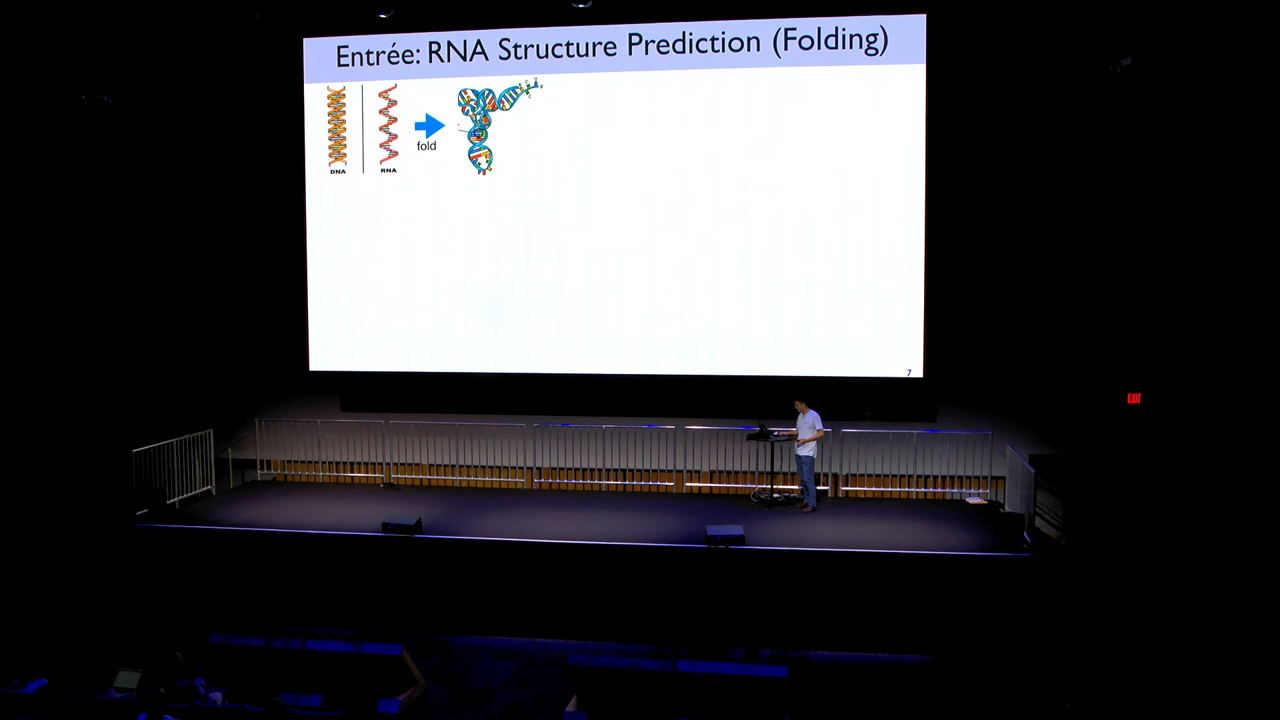 Entrée: RNA Structure Prediction (Folding)
DNA
RNA
fold
7
EXIT